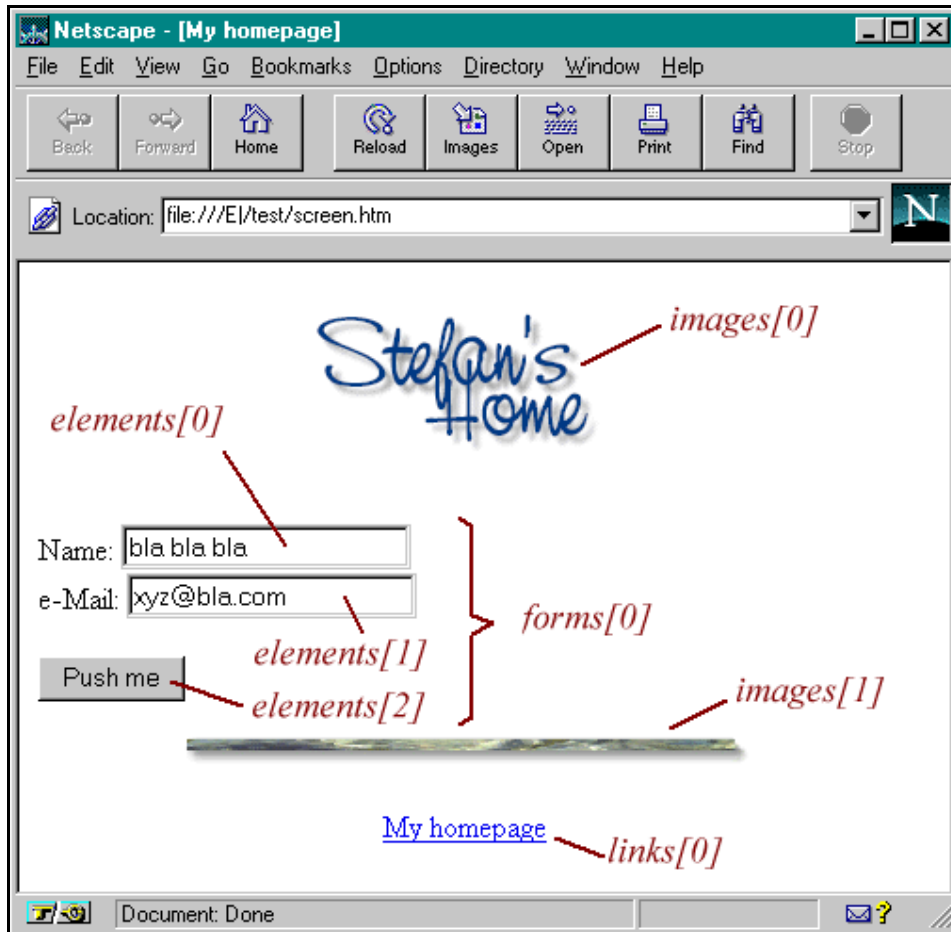 Netscape - [My homepage]
File Edit View Go Bookmarks Options Directory Window Help
Back Forward Home Reload Images Open Print Find Stop
Location: file:///E|/test/screen.htm
N
images[0]
Stefan's
Home
elements[0]
Name: bla bla bla
e-Mail: xyz@bla.com
forms[0]
elements[1]
Push me
elements[2]
images[1]
My homepage
links[0]
Document: Done
?